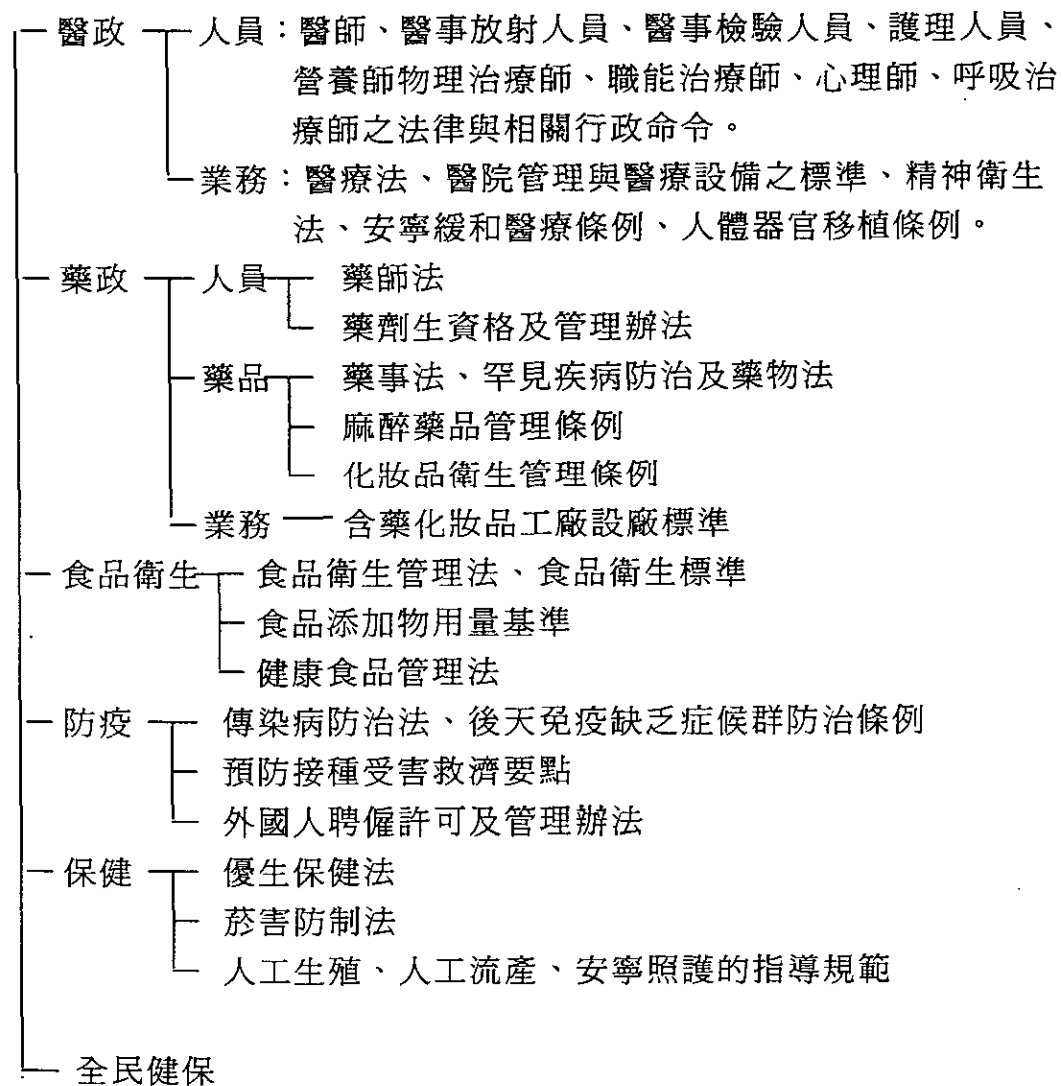 醫政 人員：醫師、醫事放射人員、醫事檢驗人員、護理人員、
營養師物理治療師、職能治療師、心理師、呼吸治
療師之法律與相關行政命令。
業務：醫療法、醫院管理與醫療設備之標準、精神衛生
法、安寧緩和醫療條例、人體器官移植條例。
藥政 人員 藥師法
藥劑生資格及管理辦法
藥品 藥事法、罕見疾病防治及藥物法
麻醉藥品管理條例
化妝品衛生管理條例
業務 含藥化妝品工廠設廠標準
食品衛生 食品衛生管理法、食品衛生標準
食品添加物用量基準
健康食品管理法
防疫 傳染病防治法、後天免疫缺乏症候群防治條例
預防接種受害救濟要點
外國人聘僱許可及管理辦法
保健 優生保健法
菸害防制法
人工生殖、人工流產、安寧照護的指導規範
全民健保